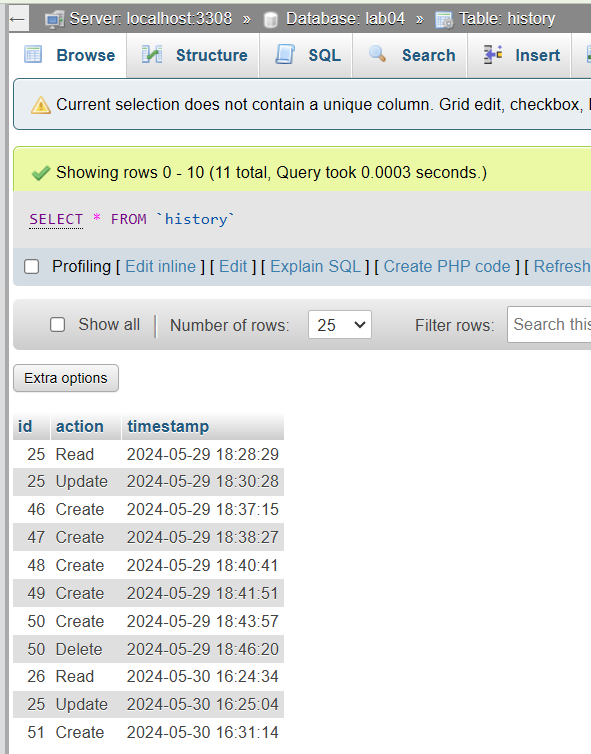 ← Server: localhost:3308 » Database: lab04 » Table: history
Browse Structure SQL Search Insert
Current selection does not contain a unique column. Grid edit, checkbox,
Showing rows 0 - 10 (11 total, Query took 0.0003 seconds.)
SELECT * FROM `history`
Profiling [ Edit inline ] [ Edit ] [ Explain SQL ] [ Create PHP code ] [ Refresh
Show all | Number of rows: 25 Filter rows: Search this
Extra options
id action timestamp
25 Read 2024-05-29 18:28:29
25 Update 2024-05-29 18:30:28
46 Create 2024-05-29 18:37:15
47 Create 2024-05-29 18:38:27
48 Create 2024-05-29 18:40:41
49 Create 2024-05-29 18:41:51
50 Create 2024-05-29 18:43:57
50 Delete 2024-05-29 18:46:20
26 Read 2024-05-30 16:24:34
25 Update 2024-05-30 16:25:04
51 Create 2024-05-30 16:31:14